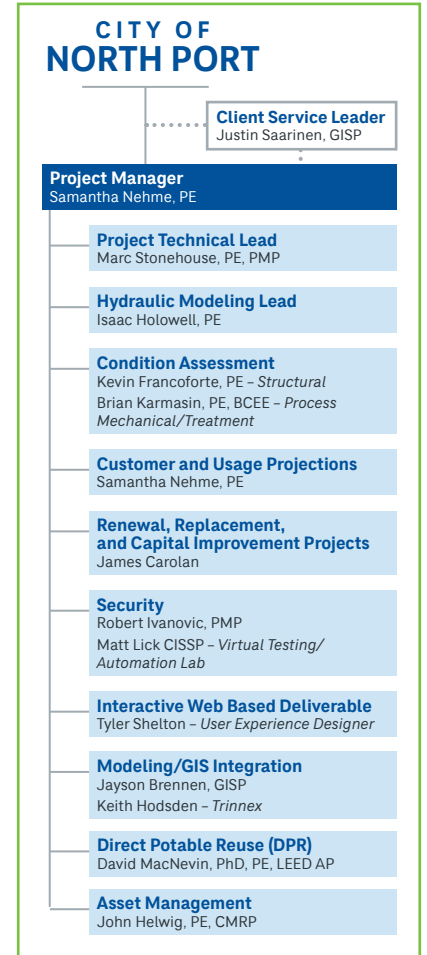 CITY OF
NORTH PORT
Client Service Leader
Justin Saarinen, GISP
Project Manager
Samantha Nehme, PE
Project Technical Lead
Marc Stonehouse, PE, PMP
Hydraulic Modeling Lead
Isaac Holowell, PE
Condition Assessment
Kevin Francoforte, PE – Structural
Brian Karmasin, PE, BCEE – Process
Mechanical/Treatment
Customer and Usage Projections
Samantha Nehme, PE
Renewal, Replacement,
and Capital Improvement Projects
James Carolan
Security
Robert Ivanovic, PMP
Matt Lick CISSP – Virtual Testing/
Automation Lab
Interactive Web Based Deliverable
Tyler Shelton – User Experience Designer
Modeling/GIS Integration
Jayson Brennen, GISP
Keith Hodsden – Trinnex
Direct Potable Reuse (DPR)
David MacNevin, PhD, PE, LEED AP
Asset Management
John Helwig, PE, CMRP